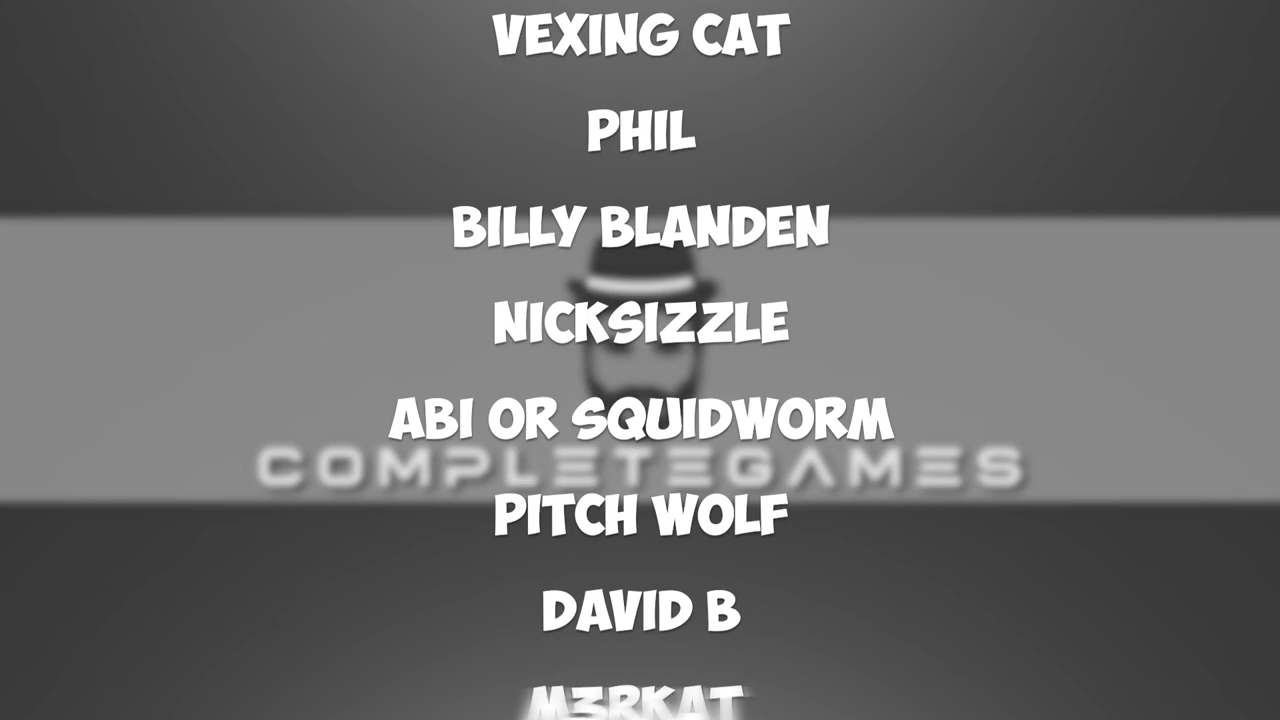 VEXING CAT
PHIL
BILLY BLANDEN
NICKSIZZLE
ABI OR SQUIDWORM
COMPLETEGAMES
PITCH WOLF
DAVID B
M3RKAT